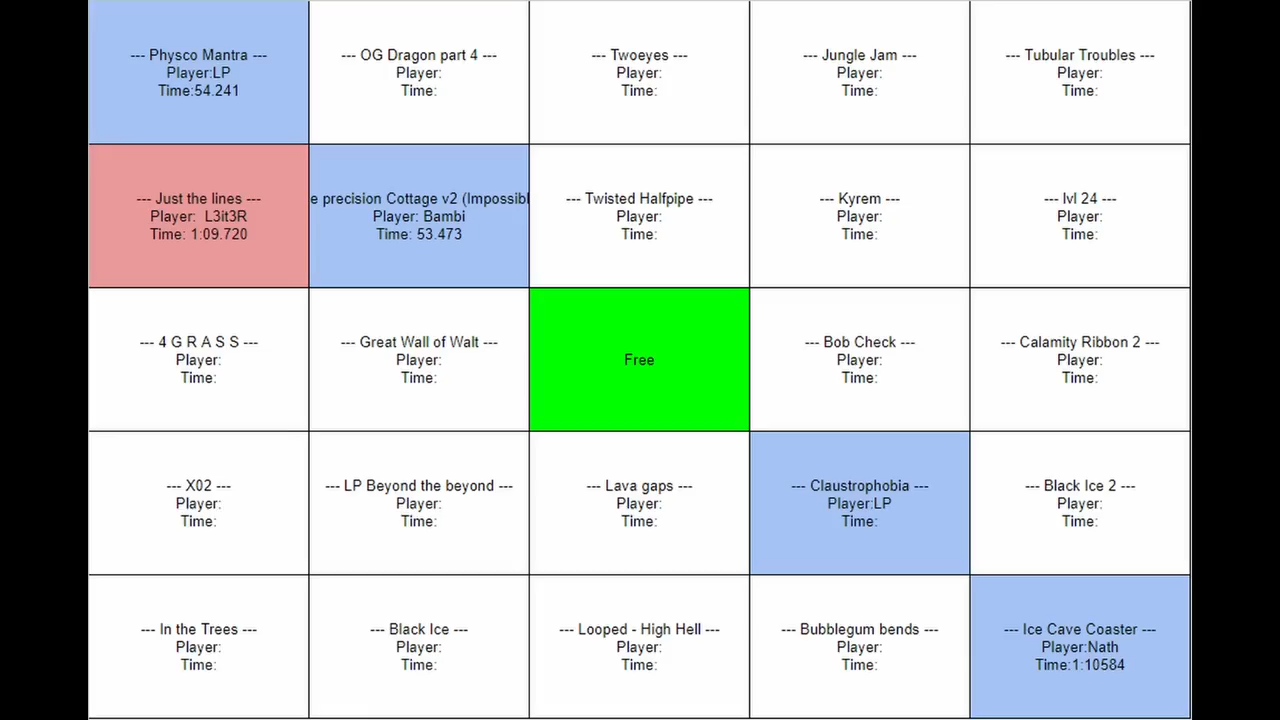 --- Physco Mantra ---
Player:LP
Time:54.241
--- OG Dragon part 4 ---
Player:
Time:
--- Twoeyes ---
Player:
Time:
--- Jungle Jam ---
Player:
Time:
--- Tubular Troubles ---
Player:
Time:
--- Just the lines ---
Player:  L3it3R
Time: 1:09.720
e precision Cottage v2 (Impossibl
Player: Bambi
Time: 53.473
--- Twisted Halfpipe ---
Player:
Time:
--- Kyrem ---
Player:
Time:
--- lvl 24 ---
Player:
Time:
--- 4 G R A S S ---
Player:
Time:
--- Great Wall of Walt ---
Player:
Time:
Free
--- Bob Check ---
Player:
Time:
--- Calamity Ribbon 2 ---
Player:
Time:
--- X02 ---
Player:
Time:
--- LP Beyond the beyond ---
Player:
Time:
--- Lava gaps ---
Player:
Time:
--- Claustrophobia ---
Player:LP
Time:
--- Black Ice 2 ---
Player:
Time:
--- In the Trees ---
Player:
Time:
--- Black Ice ---
Player:
Time:
--- Looped - High Hell ---
Player:
Time:
--- Bubblegum bends ---
Player:
Time:
--- Ice Cave Coaster ---
Player:Nath
Time:1:10584